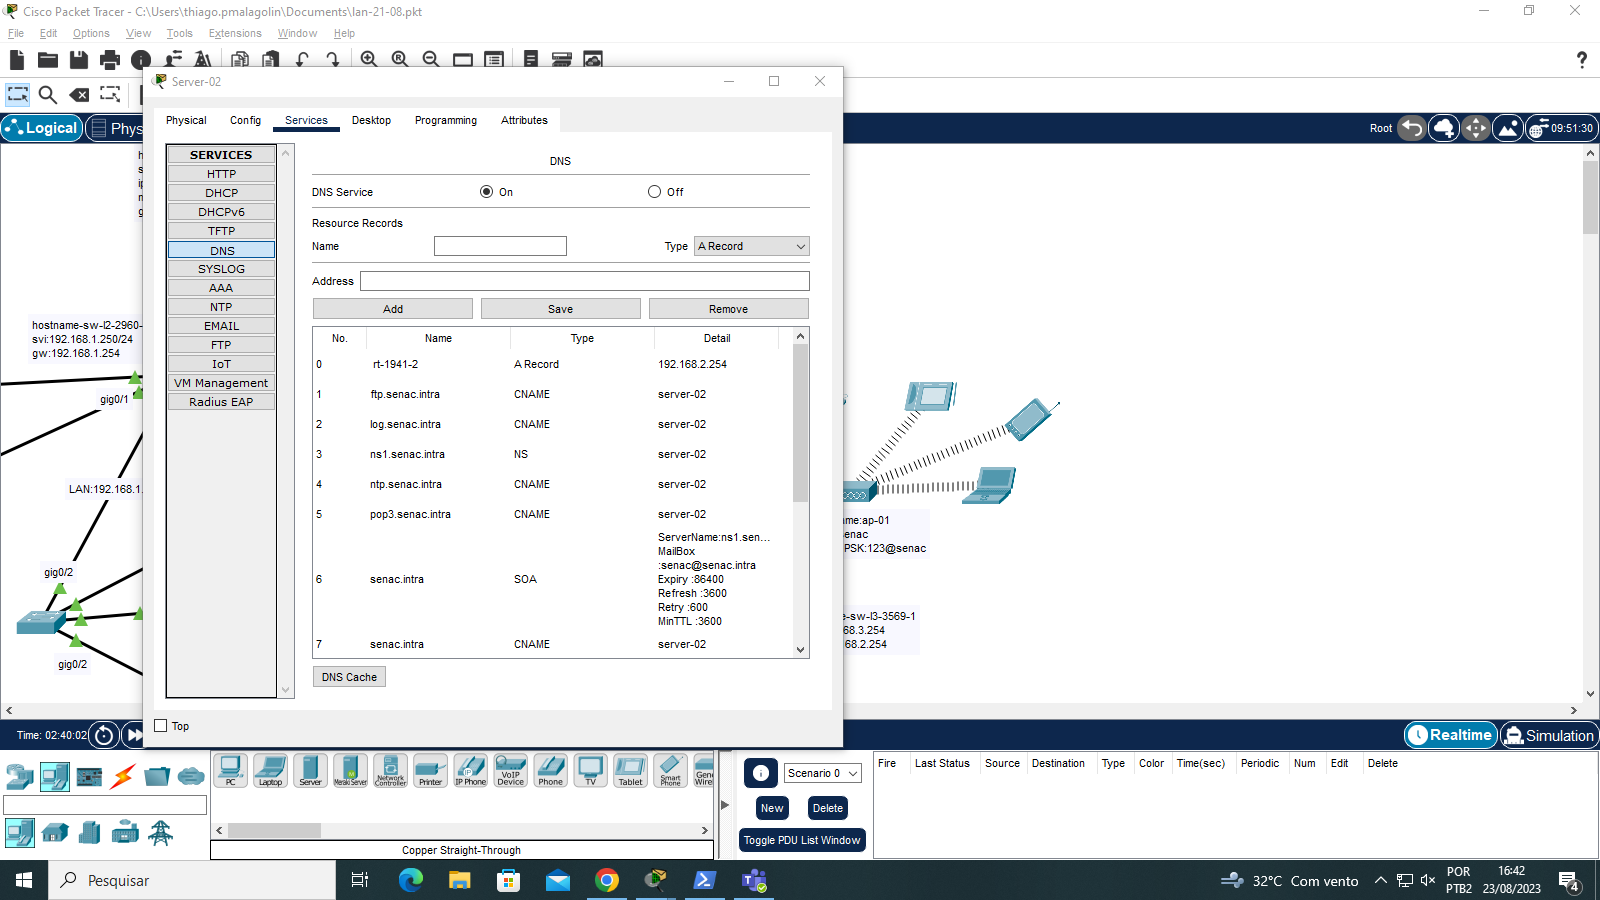 Cisco Packet Tracer - C:\Users\thiago.pmalagolin\Documents\lan-21-08.pkt
File Edit Options View Tools Extensions Window Help
Server-02
Physical Config Services Desktop Programming Attributes
Logical
Root
09:51:30
SERVICES
HTTP
DHCP
DHCPv6
TFTP
DNS
SYSLOG
AAA
NTP
EMAIL
FTP
IoT
VM Management
Radius EAP
DNS
DNS Service On Off
Resource Records
Name Type A Record
Address
Add Save Remove
No. Name Type Detail
0 rt-1941-2 A Record 192.168.2.254
1 ftp.senac.intra CNAME server-02
2 log.senac.intra CNAME server-02
3 ns1.senac.intra NS server-02
4 ntp.senac.intra CNAME server-02
5 pop3.senac.intra CNAME server-02
6 senac.intra SOA
ServerName:ns1.sen...
MailBox
:senac@senac.intra
Expiry :86400
Refresh :3600
Retry :600
MinTTL :3600
7 senac.intra CNAME server-02
DNS Cache
Top
hostname-sw-l2-2960-
svi:192.168.1.250/24
gw:192.168.1.254
gig0/1
LAN:192.168.1.
gig0/2
gig0/2
me:ap-01
senac
PSK:123@senac
e-sw-l3-3569-1
68.3.254
68.2.254
Time: 02:40:02
Realtime Simulation
PC Laptop Server Meraki Server Network Controller Printer IP Phone VoIP Device Phone TV Tablet Smart Phone
Copper Straight-Through
Scenario 0
New Delete
Toggle PDU List Window
Fire Last Status Source Destination Type Color Time(sec) Periodic Num Edit Delete
Pesquisar
32°C Com vento
POR
PTB2
16:42
23/08/2023
4